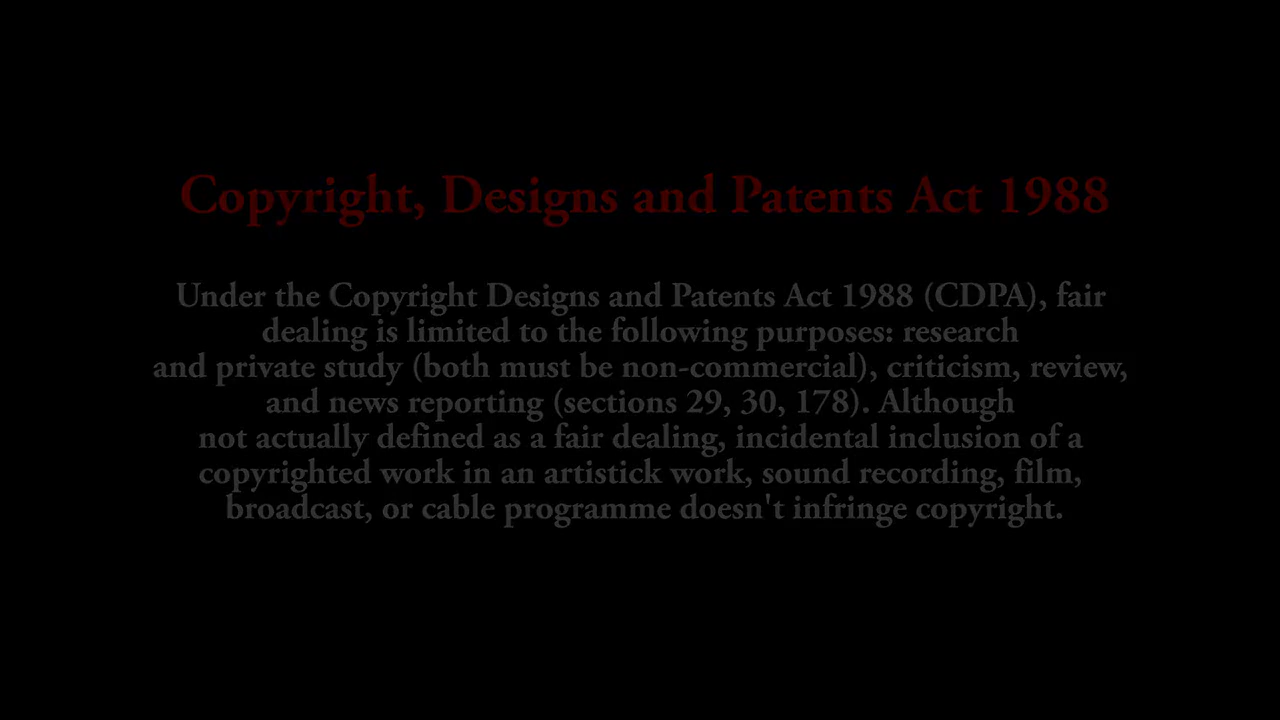 Copyright, Designs and Patents Act 1988
Under the Copyright Designs and Patents Act 1988 (CDPA), fair
dealing is limited to the following purposes: research
and private study (both must be non-commercial), criticism, review,
and news reporting (sections 29, 30, 178). Although
not actually defined as a fair dealing, incidental inclusion of a
copyrighted work in an artistick work, sound recording, film,
broadcast, or cable programme doesn't infringe copyright.